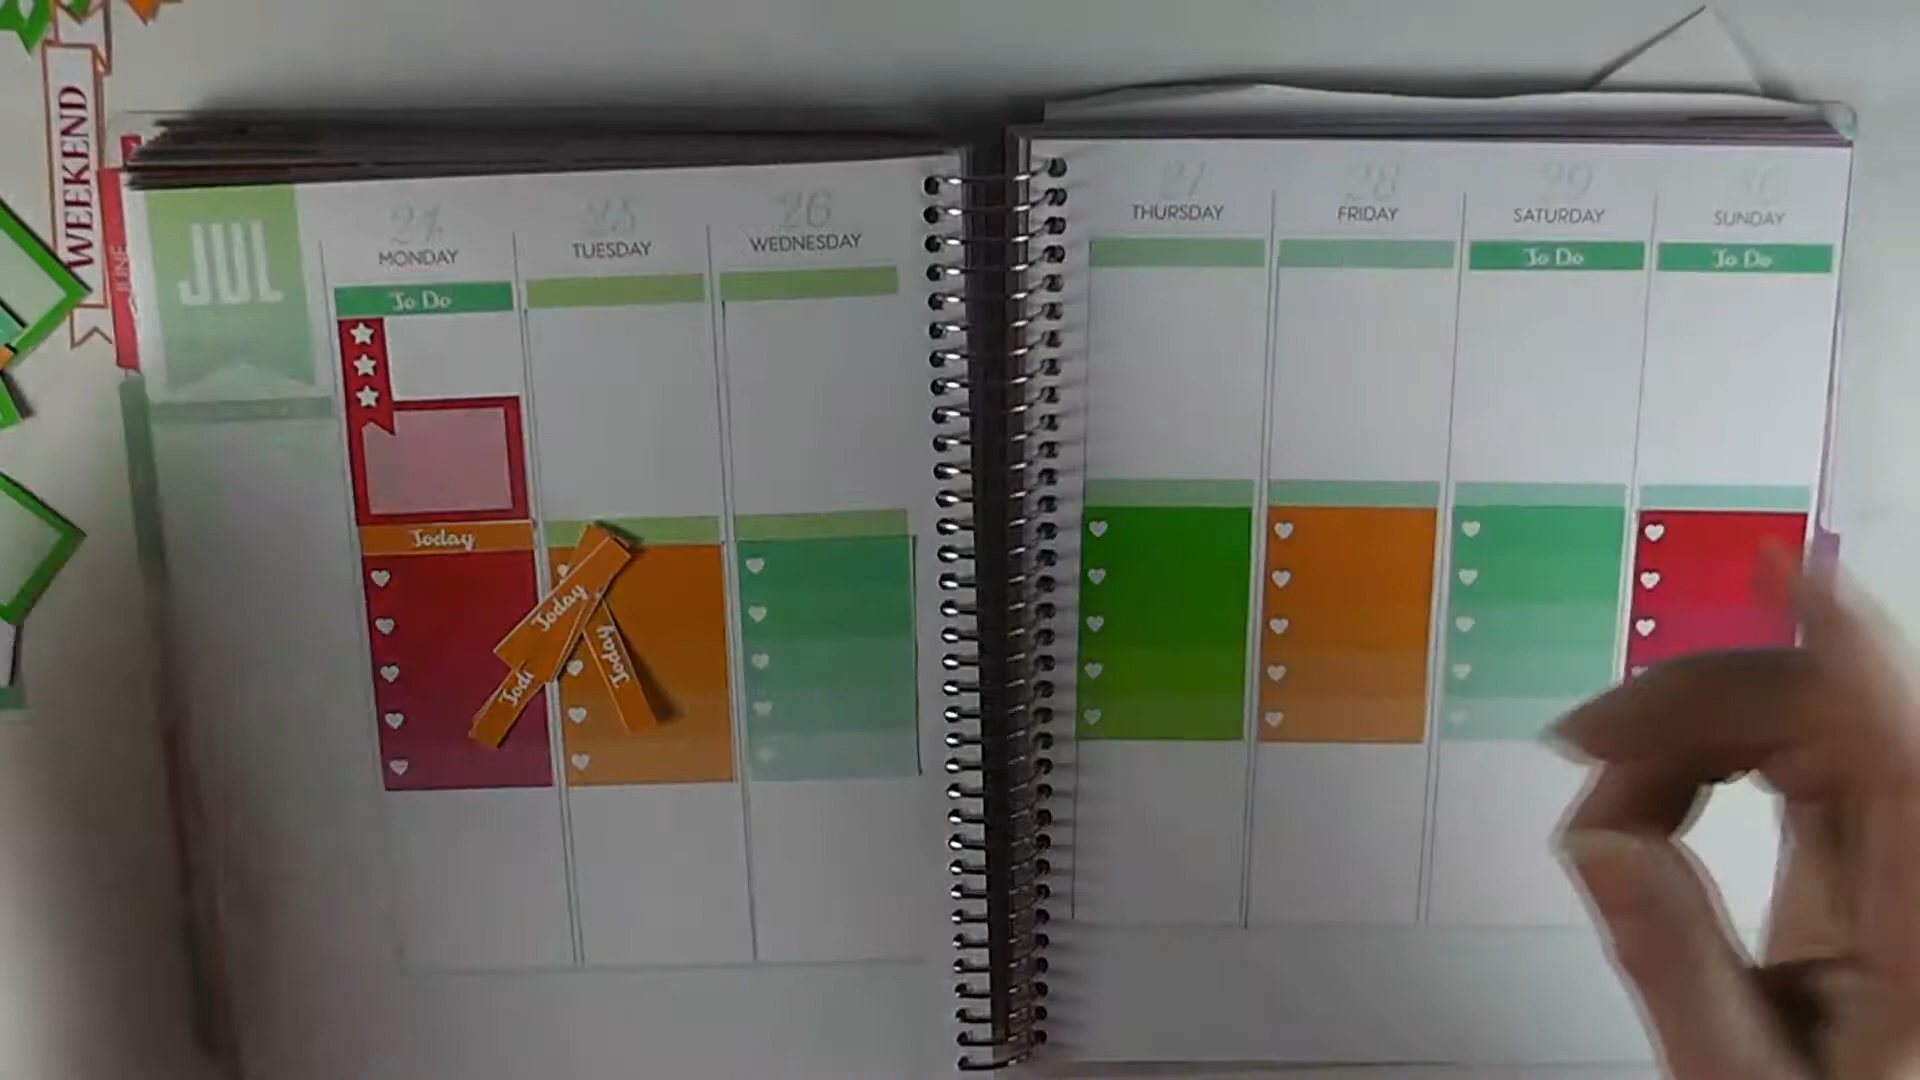 WEEKEND
JUNE
JUL
24
MONDAY
25
TUESDAY
26
WEDNESDAY
27
THURSDAY
28
FRIDAY
29
SATURDAY
SUNDAY
To Do
To Do
To Do
Today
Today
Today